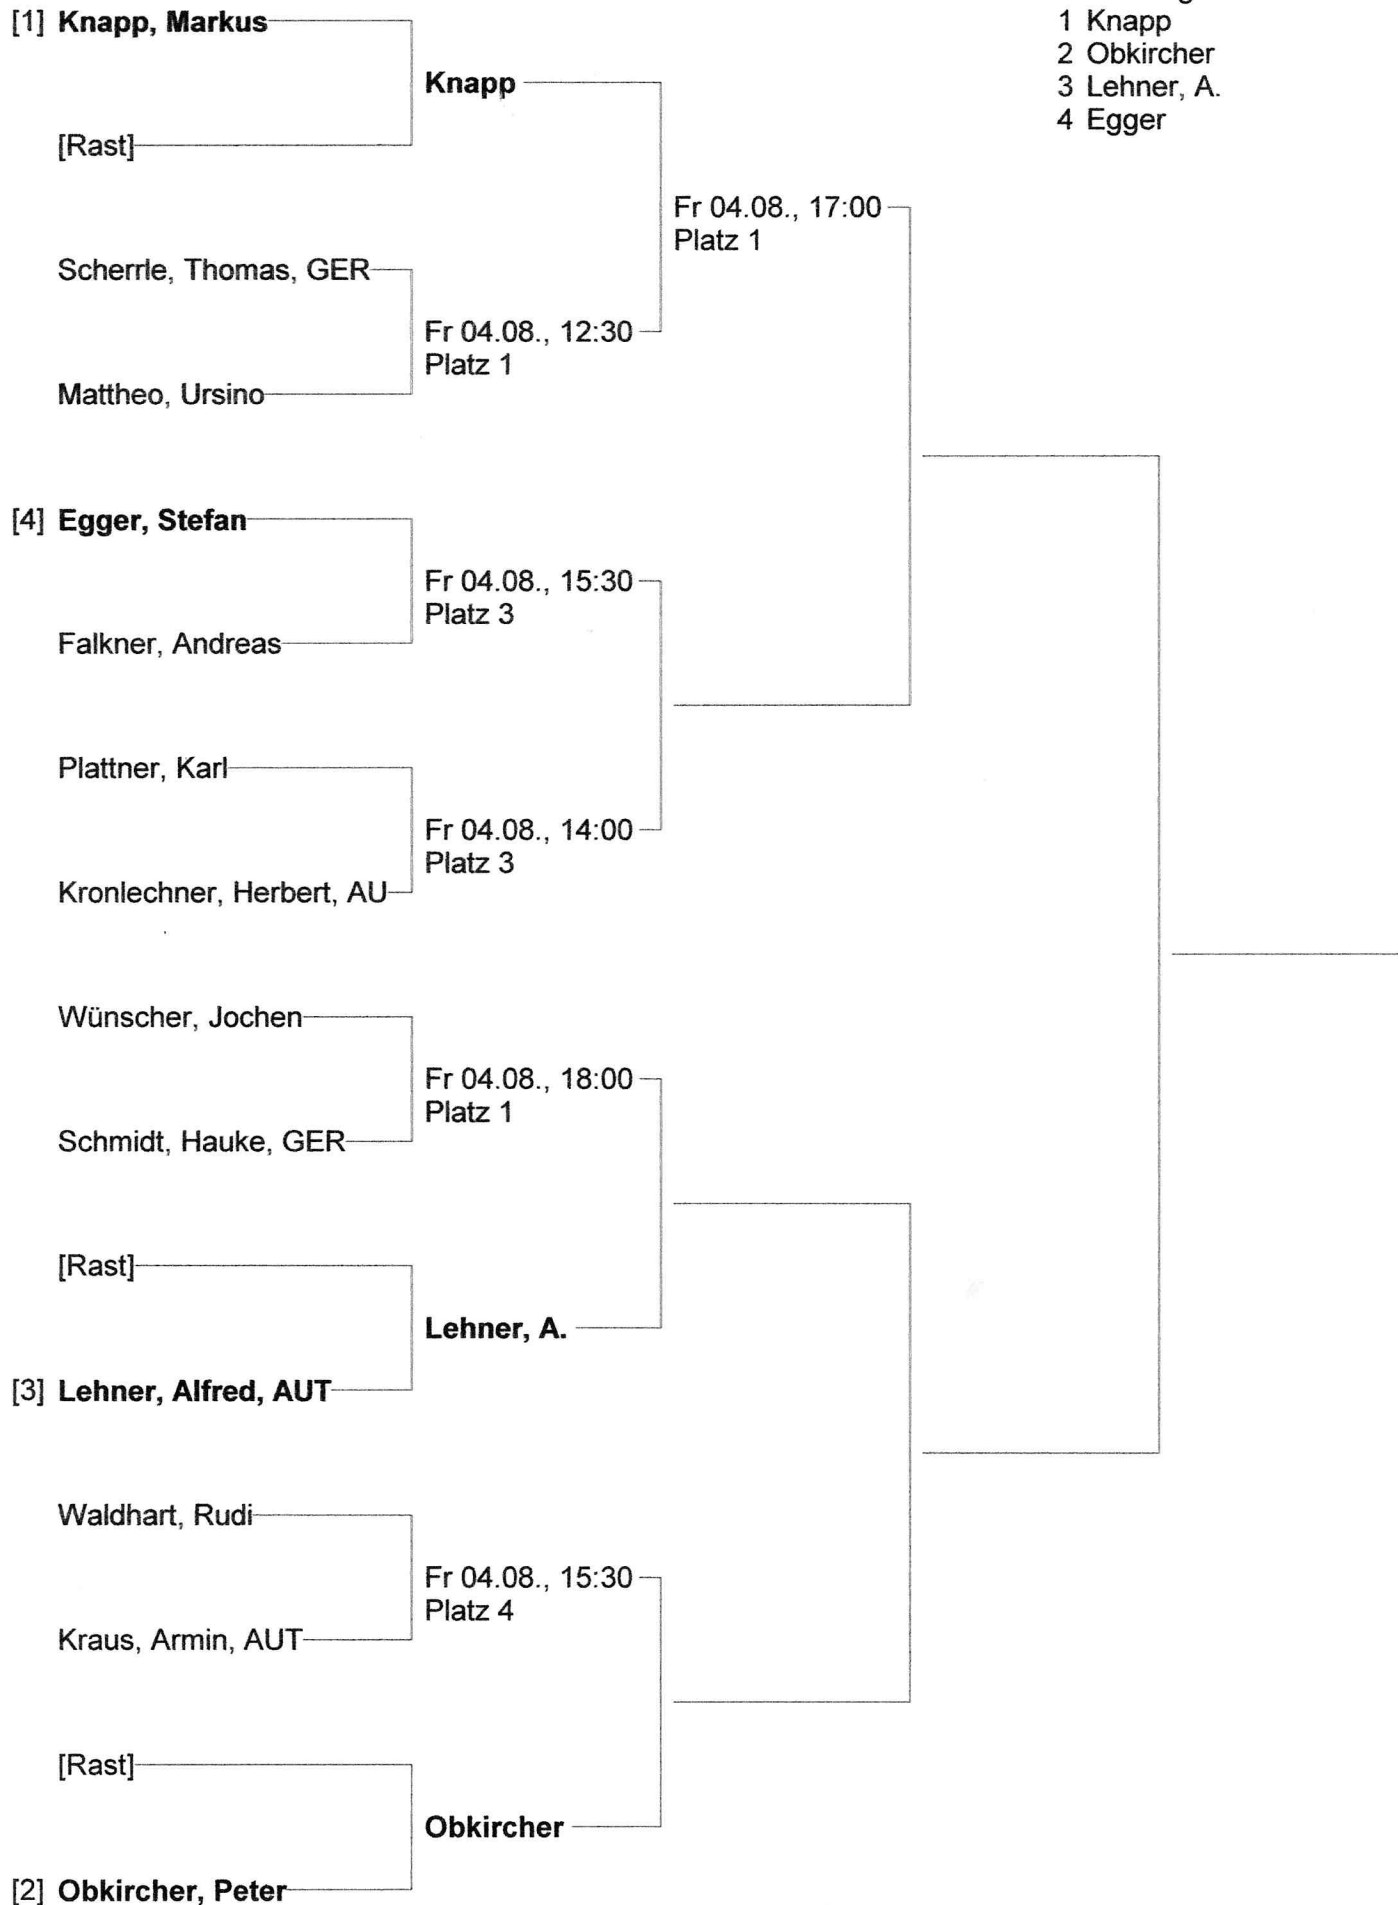 [1] Knapp, Markus
1 Knapp
2 Obkircher
3 Lehner, A.
4 Egger
Knapp
[Rast]
Fr 04.08., 17:00
Platz 1
Scherrle, Thomas, GER
Fr 04.08., 12:30
Platz 1
Mattheo, Ursino
[4] Egger, Stefan
Fr 04.08., 15:30
Platz 3
Falkner, Andreas
Plattner, Karl
Fr 04.08., 14:00
Platz 3
Kronlechner, Herbert, AU
Wünscher, Jochen
Fr 04.08., 18:00
Platz 1
Schmidt, Hauke, GER
[Rast]
Lehner, A.
[3] Lehner, Alfred, AUT
Waldhart, Rudi
Fr 04.08., 15:30
Platz 4
Kraus, Armin, AUT
[Rast]
Obkircher
[2] Obkircher, Peter